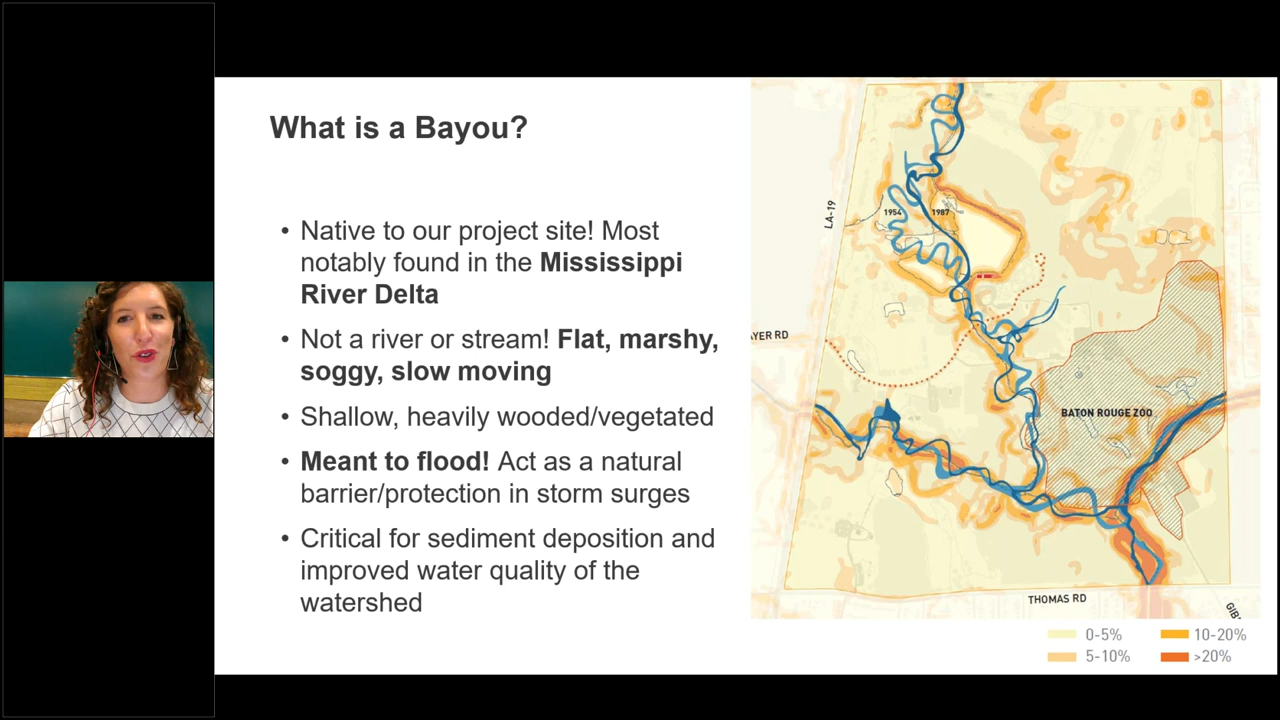 What is a Bayou?
• Native to our project site! Most
notably found in the Mississippi
River Delta
• Not a river or stream! Flat, marshy,
soggy, slow moving
• Shallow, heavily wooded/vegetated
• Meant to flood! Act as a natural
barrier/protection in storm surges
• Critical for sediment deposition and
improved water quality of the
watershed
LA-19
1954
1987
AYER RD
BATON ROUGE ZOO
THOMAS RD
0-5%
10-20%
5-10%
>20%